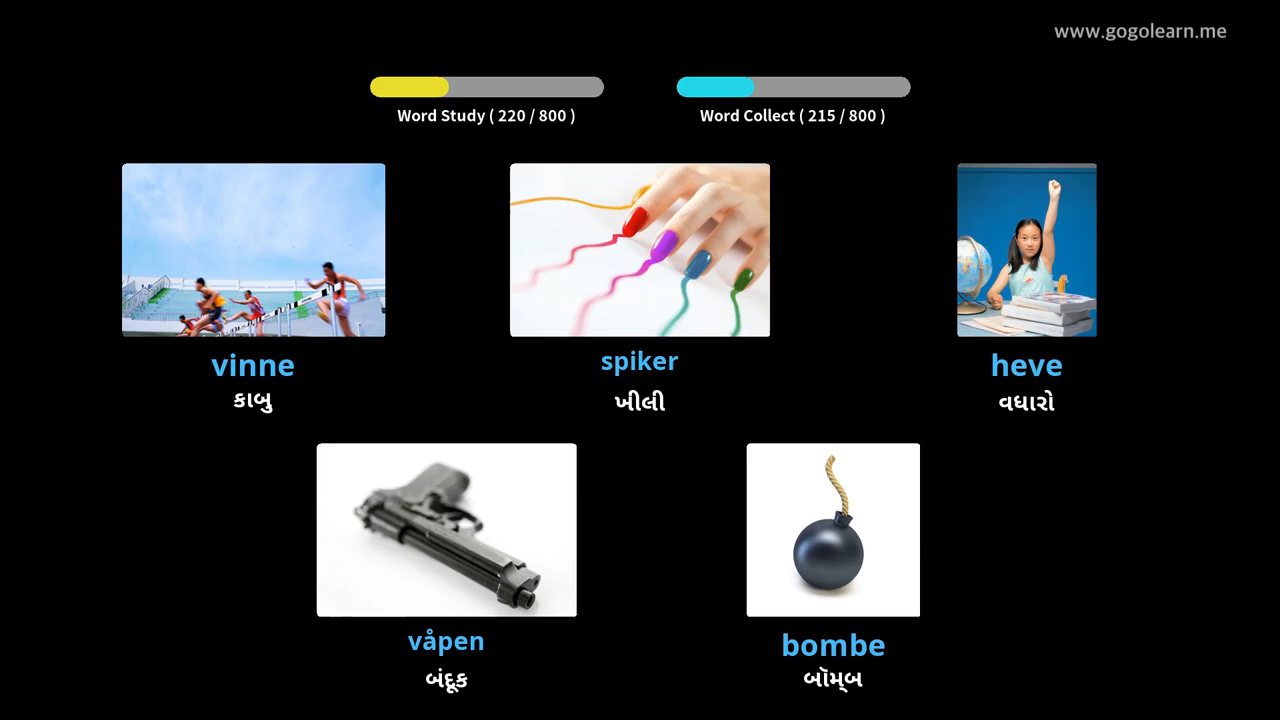 www.gogolearn.me
Word Study ( 220 / 800 )
Word Collect ( 215 / 800 )
vinne
કાબુ
spiker
ખીલી
heve
વધારો
våpen
બંદૂક
bombe
બૉમ્બ